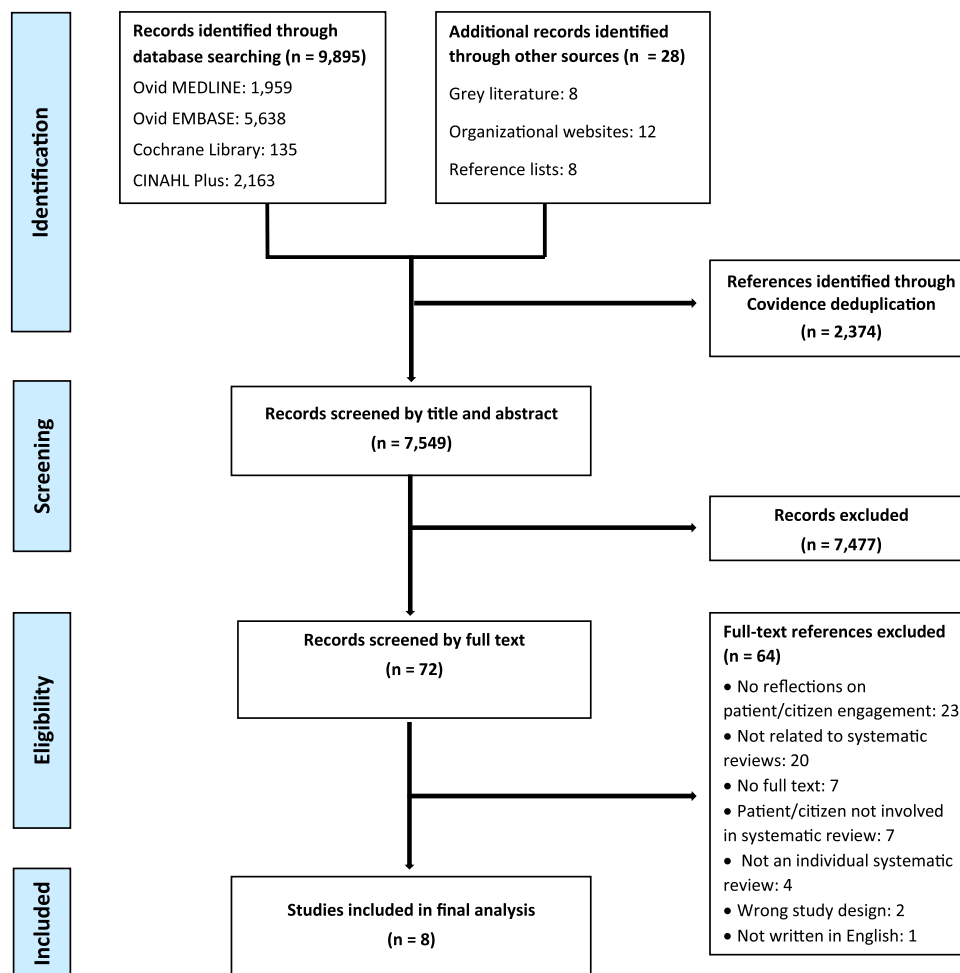 Identification
Records identified through
database searching (n = 9,895)
Ovid MEDLINE: 1,959
Ovid EMBASE: 5,638
Cochrane Library: 135
CINAHL Plus: 2,163
Additional records identified
through other sources (n = 28)
Grey literature: 8
Organizational websites: 12
Reference lists: 8
References identified through
Covidence deduplication
(n = 2,374)
Screening
Records screened by title and abstract
(n = 7,549)
Records excluded
(n = 7,477)
Eligibility
Records screened by full text
(n = 72)
Full-text references excluded
(n = 64)
• No reflections on
patient/citizen engagement: 23
• Not related to systematic
reviews: 20
• No full text: 7
• Patient/citizen not involved
in systematic review: 7
• Not an individual systematic
review: 4
• Wrong study design: 2
• Not written in English: 1
Included
Studies included in final analysis
(n = 8)